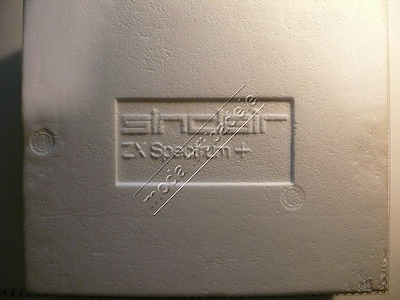 sinclair
ZX Spectrum +